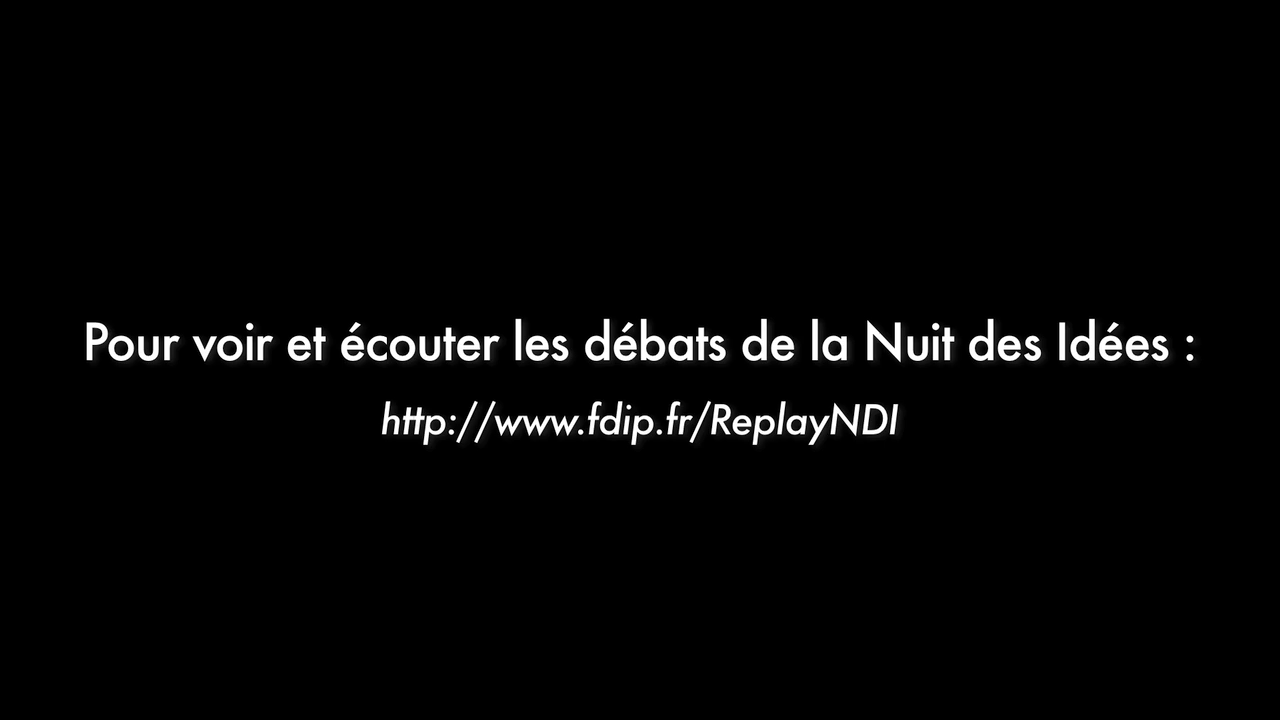 Pour voir et écouter les débats de la Nuit des Idées :
http://www.fdip.fr/ReplayNDI